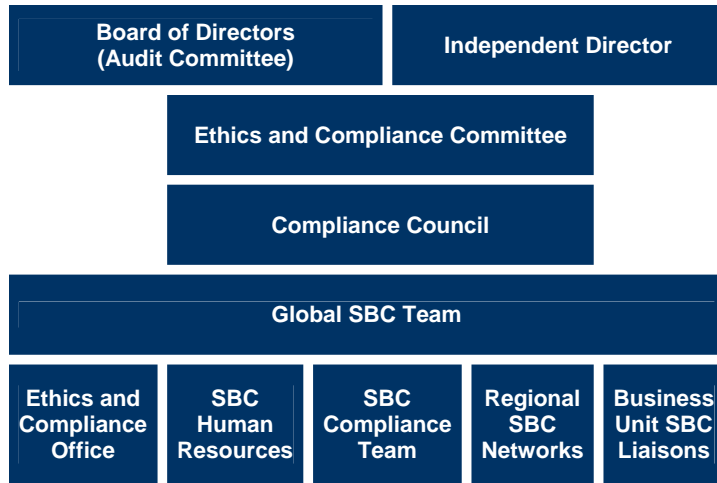 Board of Directors
(Audit Committee)
Independent Director
Ethics and Compliance Committee
Compliance Council
Global SBC Team
Ethics and
Compliance
Office
SBC
Human
Resources
SBC
Compliance
Team
Regional
SBC
Networks
Business
Unit SBC
Liaisons